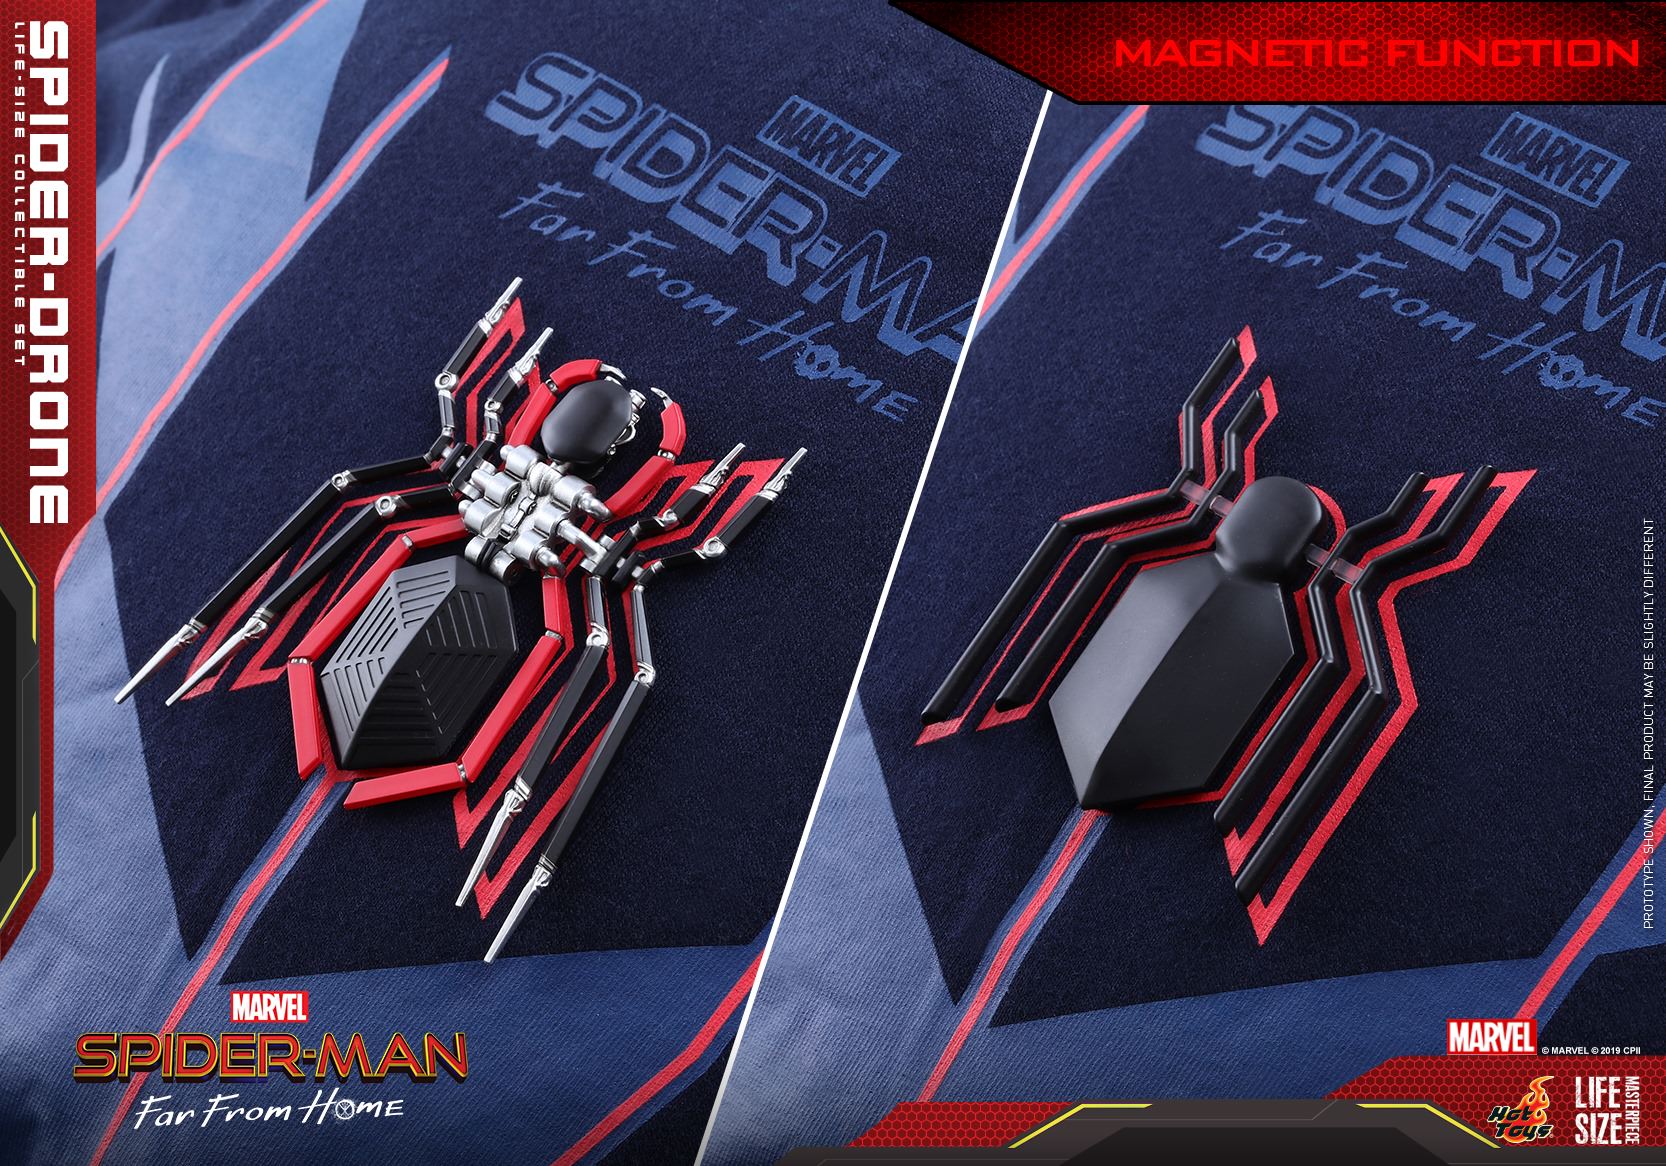 SPIDER-DRONE
LIFE-SIZE COLLECTIBLE SET
MAGNETIC FUNCTION
MARVEL
SPIDER-MA
Far From Home
MARVEL
SPIDER-M
Far From Home
PROTOTYPE SHOWN, FINAL PRODUCT MAY BE SLIGHTLY DIFFERENT
MARVEL
SPIDER-MAN
Far From Home
MARVEL
© MARVEL © 2019 CPII
Hot Toys
LIFE SIZE
MASTERPIECE